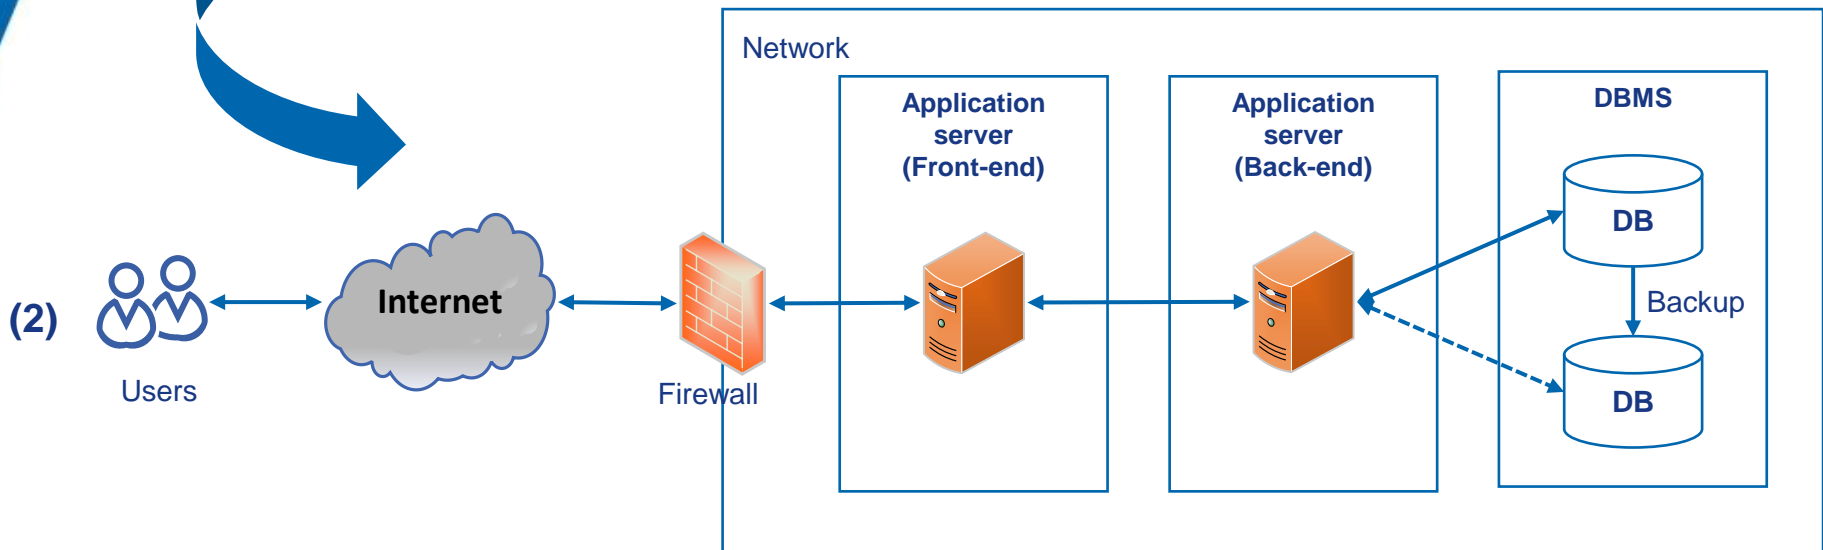 Network
Application
server
(Front-end)
Application
server
(Back-end)
DBMS
DB
Backup
DB
(2)
Users
Internet
Firewall